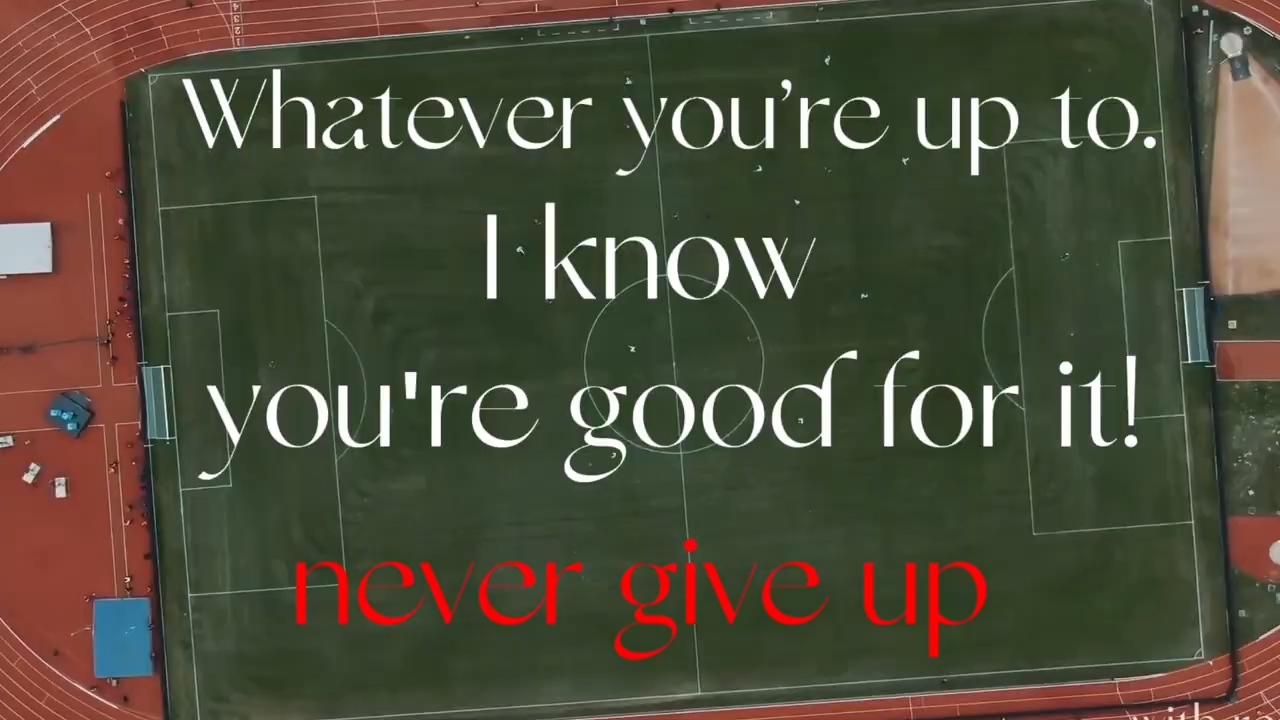 Whatever you’re up to.
I know
you're good for it!
never give up